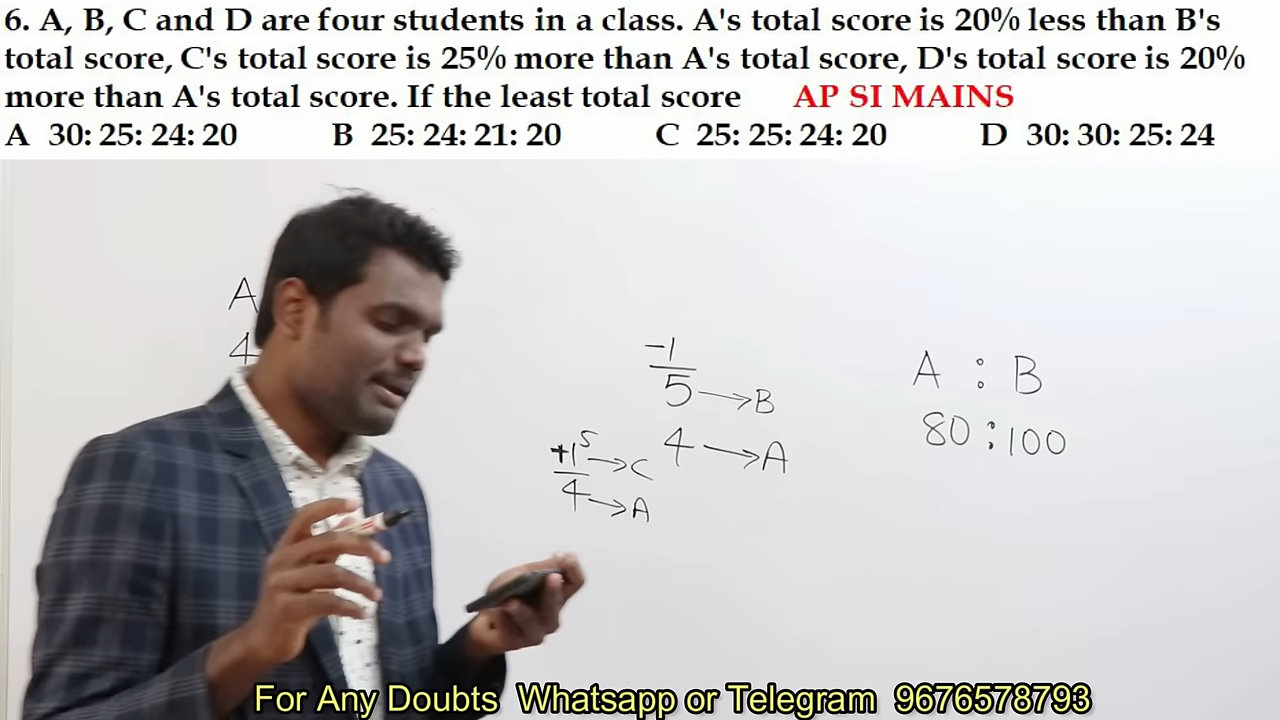 6. A, B, C and D are four students in a class. A's total score is 20% less than B's
total score, C's total score is 25% more than A's total score, D's total score is 20%
more than A's total score. If the least total score AP SI MAINS
A 30: 25: 24: 20 B 25: 24: 21: 20 C 25: 25: 24: 20 D 30: 30: 25: 24
A
4
-1
5 → B
4 → A
+1 5 → C
4 → A
A : B
80 : 100
For Any Doubts Whatsapp or Telegram 9676578793